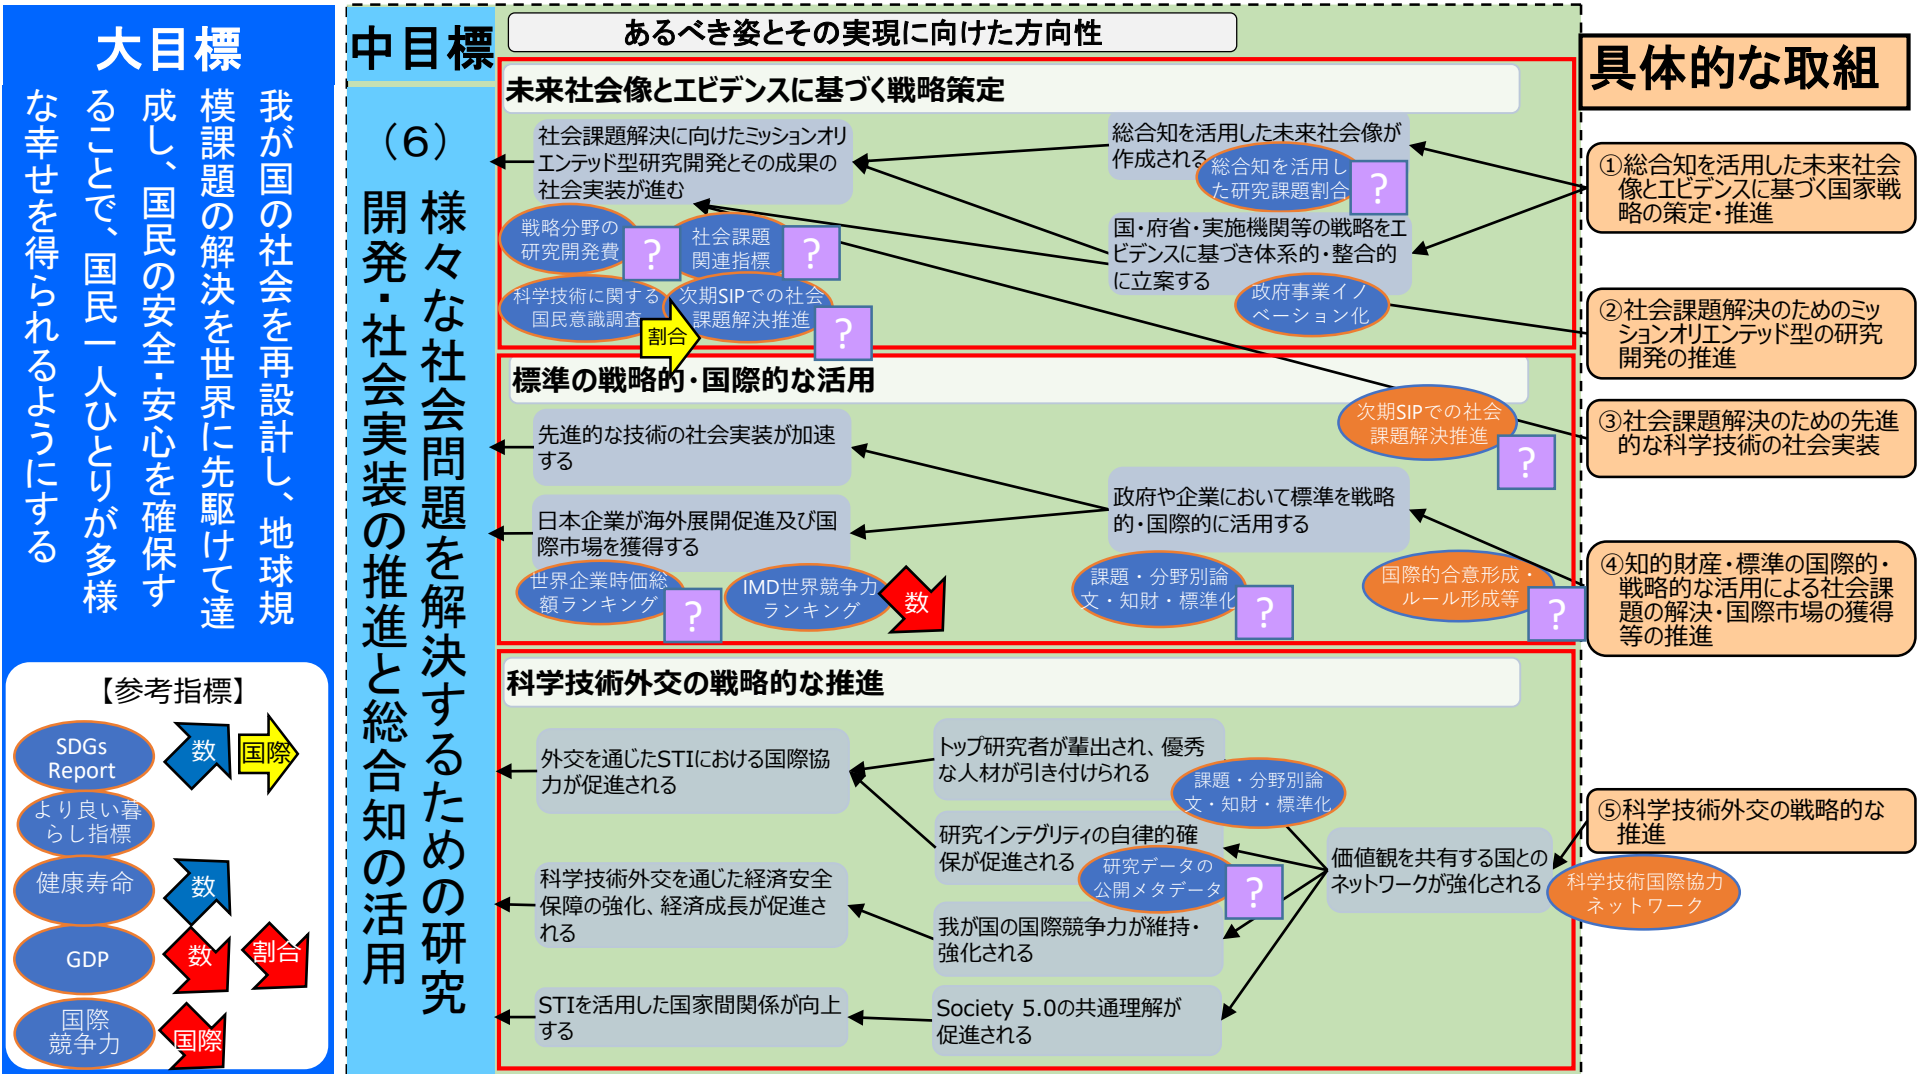 大目標
我が国の社会を再設計し、地球規
模課題の解決を世界に先駆けて達
成し、国民の安全・安心を確保す
ることで、国民一人ひとりが多様
な幸せを得られるようにする
【参考指標】
SDGs
Report
数
国際
より良い暮
らし指標
健康寿命
数
GDP
数
割合
国際
競争力
国際
中目標
（６）
様々な社会問題を解決するための研究
開発・社会実装の推進と総合知の活用
あるべき姿とその実現に向けた方向性
未来社会像とエビデンスに基づく戦略策定
社会課題解決に向けたミッションオリ
エンテッド型研究開発とその成果の
社会実装が進む
戦略分野の
研究開発費
?
社会課題
関連指標
?
科学技術に関する
国民意識調査
割合
次期SIPでの社会
課題解決推進
?
総合知を活用した未来社会像が
作成される
総合知を活用し
た研究課題割合
?
国・府省・実施機関等の戦略をエ
ビデンスに基づき体系的・整合的
に立案する
政府事業イノ
ベーション化
標準の戦略的・国際的な活用
先進的な技術の社会実装が加速
する
日本企業が海外展開促進及び国
際市場を獲得する
世界企業時価総
額ランキング
?
IMD世界競争力
ランキング
数
次期SIPでの社会
課題解決推進
?
政府や企業において標準を戦略
的・国際的に活用する
課題・分野別論
文・知財・標準化
?
国際的合意形成・
ルール形成等
?
科学技術外交の戦略的な推進
外交を通じたSTIにおける国際協
力が促進される
科学技術外交を通じた経済安全
保障の強化、経済成長が促進さ
れる
STIを活用した国家間関係が向上
する
トップ研究者が輩出され、優秀
な人材が引き付けられる
課題・分野別論
文・知財・標準化
研究インテグリティの自律的確
保が促進される
研究データの
公開メタデータ
?
我が国の国際競争力が維持・
強化される
Society 5.0の共通理解が
促進される
価値観を共有する国との
ネットワークが強化される
科学技術国際協力
ネットワーク
具体的な取組
①総合知を活用した未来社会
像とエビデンスに基づく国家戦
略の策定・推進
②社会課題解決のためのミッ
ションオリエンテッド型の研究
開発の推進
③社会課題解決のための先進
的な科学技術の社会実装
④知的財産・標準の国際的・
戦略的な活用による社会課
題の解決・国際市場の獲得
等の推進
⑤科学技術外交の戦略的な
推進